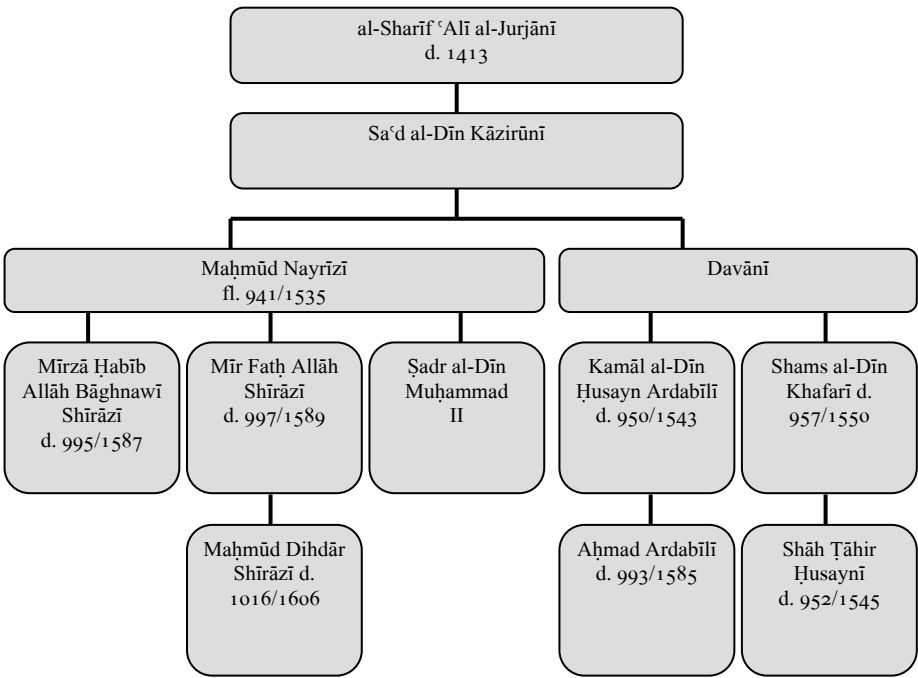 al-Sharīf ʿAlī al-Jurjānī
d. 1413
Saʿd al-Dīn Kāzirūnī
Maḥmūd Nayrīzī
fl. 941/1535
Davānī
Mīrzā Ḥabīb
Allāh Bāghnawī
Shīrāzī
d. 995/1587
Mīr Fatḥ Allāh
Shīrāzī
d. 997/1589
Ṣadr al-Dīn
Muḥammad
II
Kamāl al-Dīn
Ḥusayn Ardabīlī
d. 950/1543
Shams al-Dīn
Khafarī d.
957/1550
Maḥmūd Dihdār
Shīrāzī d.
1016/1606
Aḥmad Ardabīlī
d. 993/1585
Shāh Ṭāhir
Ḥusaynī
d. 952/1545